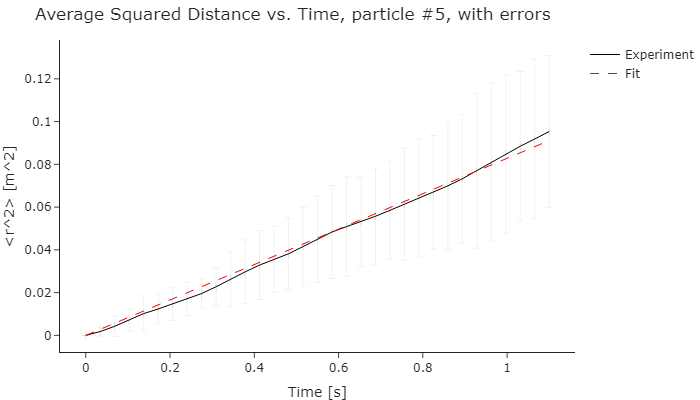 Average Squared Distance vs. Time, particle #5, with errors
Experiment
Fit
0.12
0.1
0.08
0.06
0.04
0.02
0
<r^2> [m^2]
0 0.2 0.4 0.6 0.8 1
Time [s]